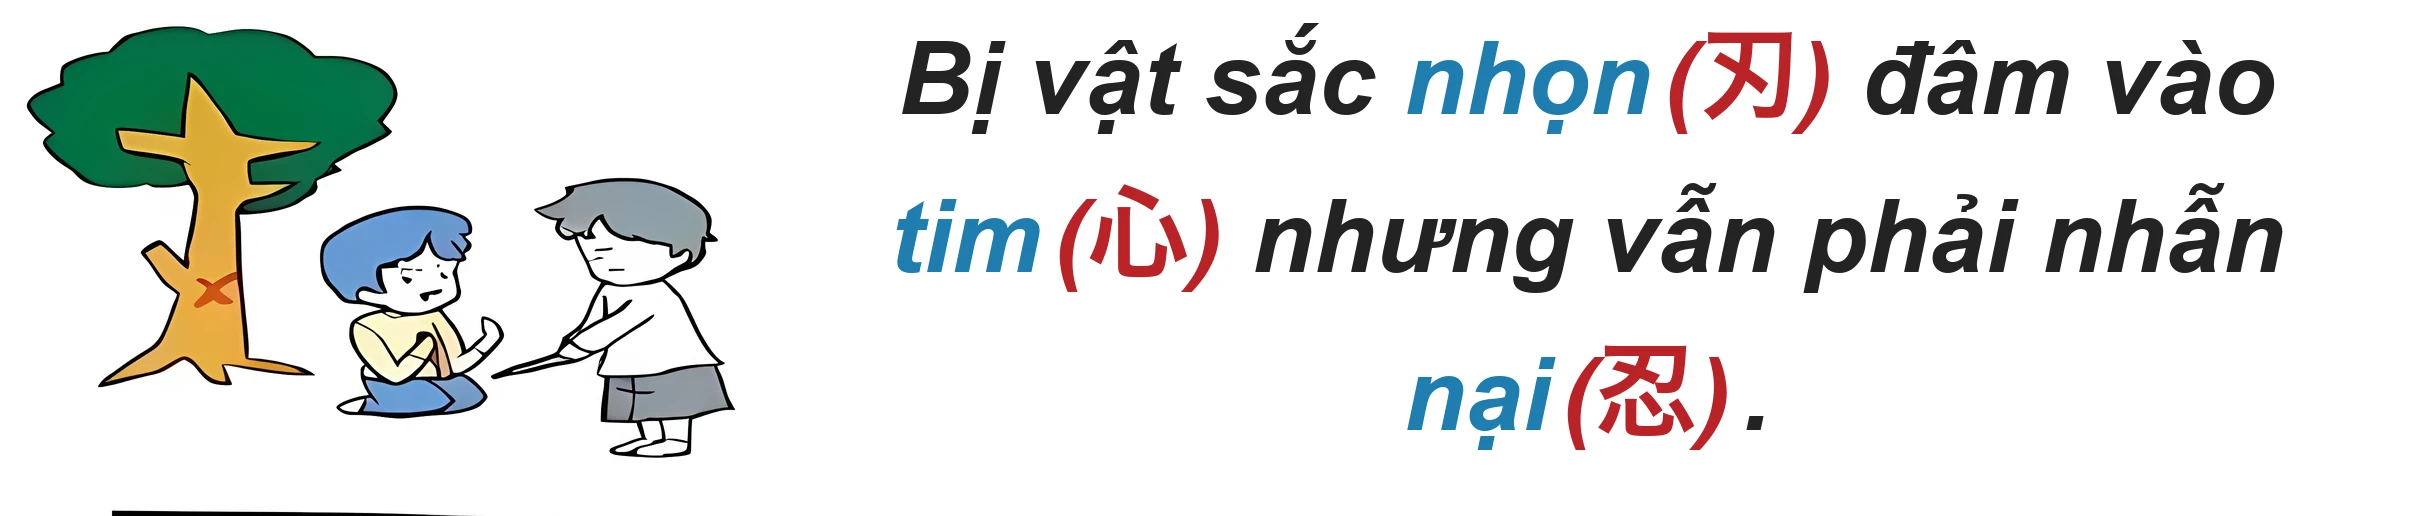 Bị vật sắc nhọn (刃) đâm vào
tim (心) nhưng vẫn phải nhẫn
nại (忍) .